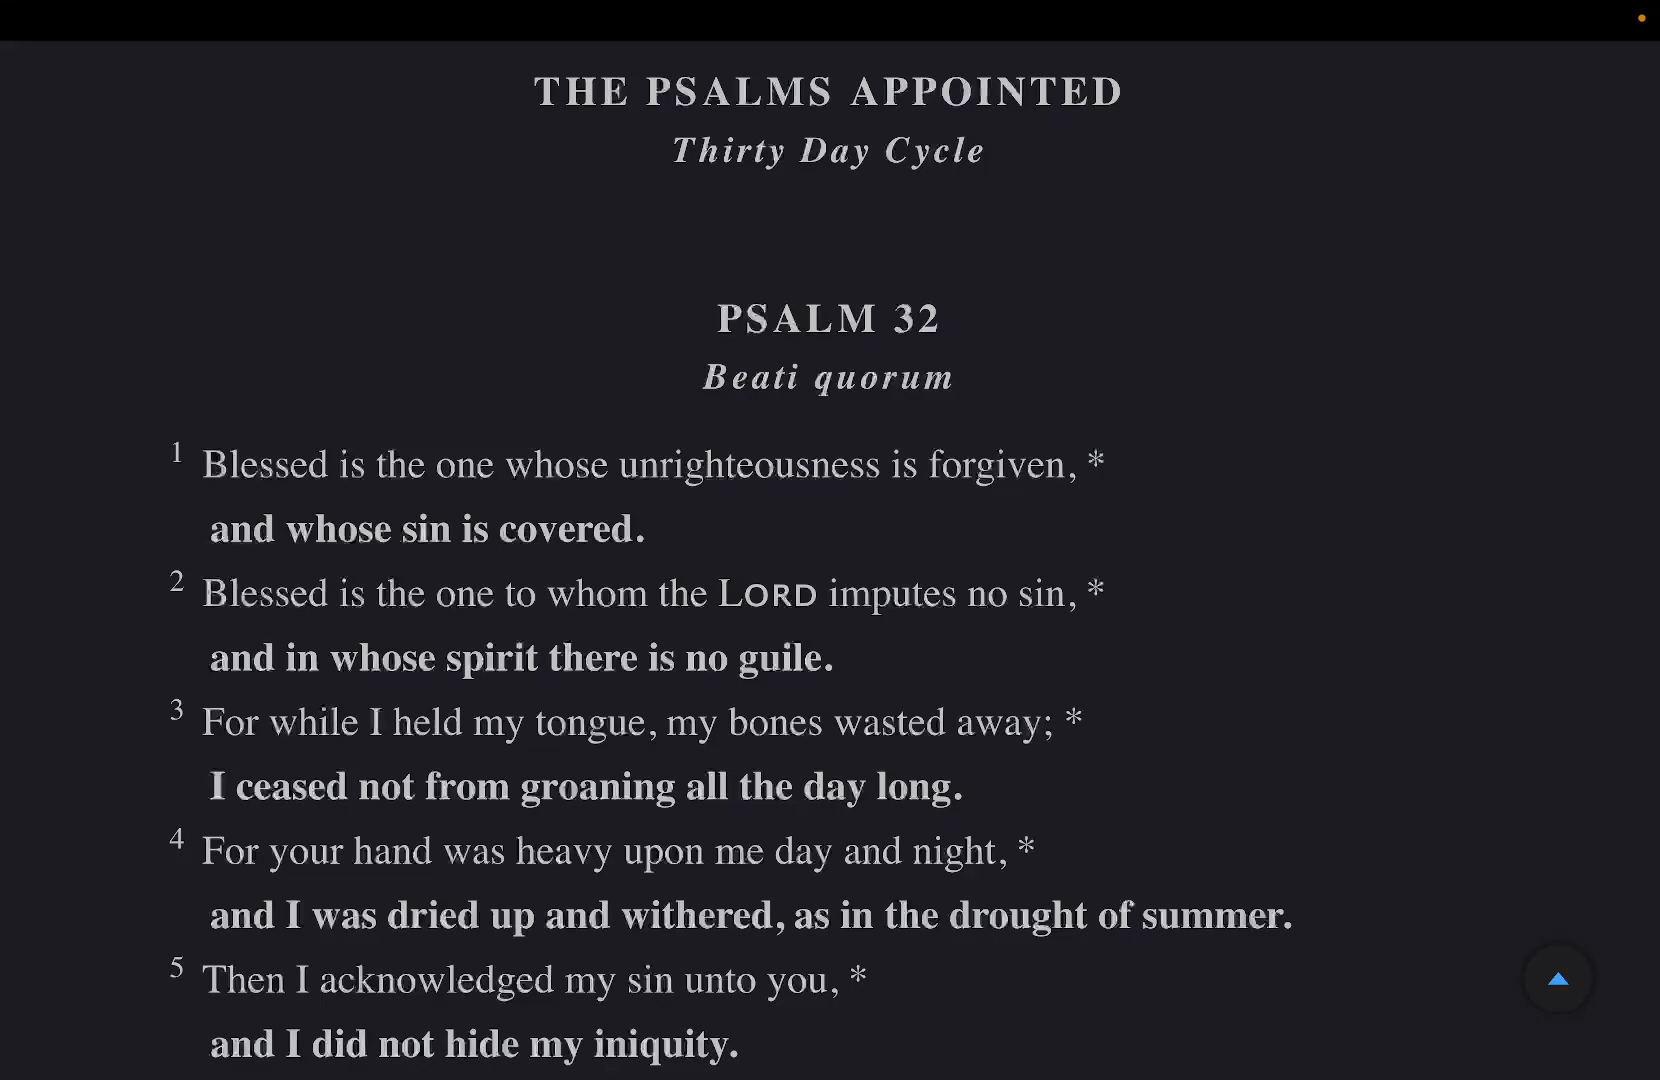 THE PSALMS APPOINTED
Thirty Day Cycle
PSALM 32
Beati quorum
1 Blessed is the one whose unrighteousness is forgiven, *
and whose sin is covered.
2 Blessed is the one to whom the LORD imputes no sin, *
and in whose spirit there is no guile.
3 For while I held my tongue, my bones wasted away; *
I ceased not from groaning all the day long.
4 For your hand was heavy upon me day and night, *
and I was dried up and withered, as in the drought of summer.
5 Then I acknowledged my sin unto you, *
and I did not hide my iniquity.